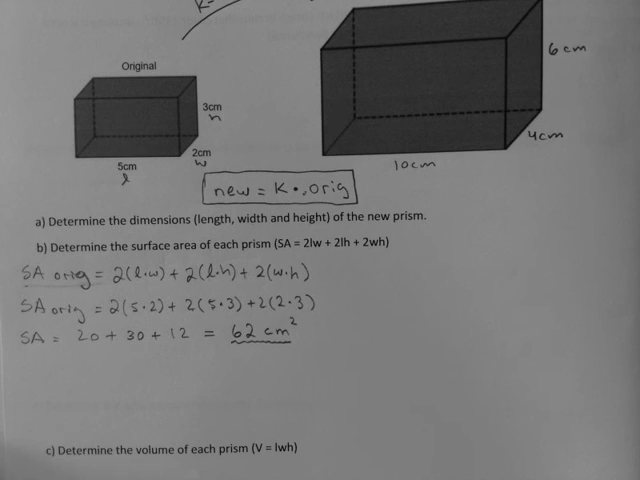 K=
Original
6 cm
3cm
h
4cm
2cm
w
5cm
l
10cm
new = K • orig
a) Determine the dimensions (length, width and height) of the new prism.
b) Determine the surface area of each prism (SA = 2lw + 2lh + 2wh)
SA orig = 2(l·w) + 2(l·h) + 2(w·h)
SA orig = 2(5·2) + 2(5·3) + 2(2·3)
SA = 20 + 30 + 12 = 62 cm²
c) Determine the volume of each prism (V = lwh)